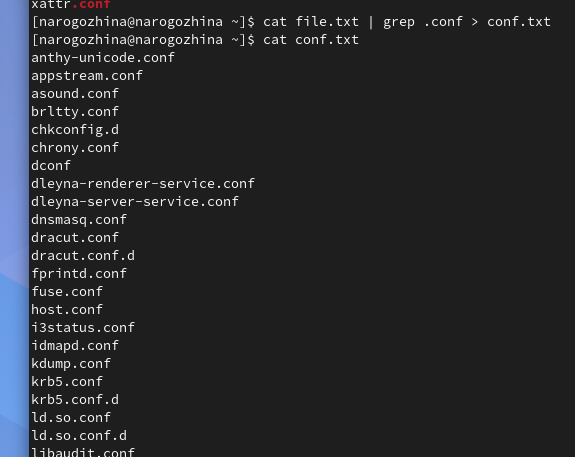 xattr.conf
[narogozhina@narogozhina ~]$ cat file.txt | grep .conf > conf.txt
[narogozhina@narogozhina ~]$ cat conf.txt
anthy-unicode.conf
appstream.conf
asound.conf
brltty.conf
chkconfig.d
chrony.conf
dconf
dleyna-renderer-service.conf
dleyna-server-service.conf
dnsmasq.conf
dracut.conf
dracut.conf.d
fprintd.conf
fuse.conf
host.conf
i3status.conf
idmapd.conf
kdump.conf
krb5.conf
krb5.conf.d
ld.so.conf
ld.so.conf.d
libaudit.conf